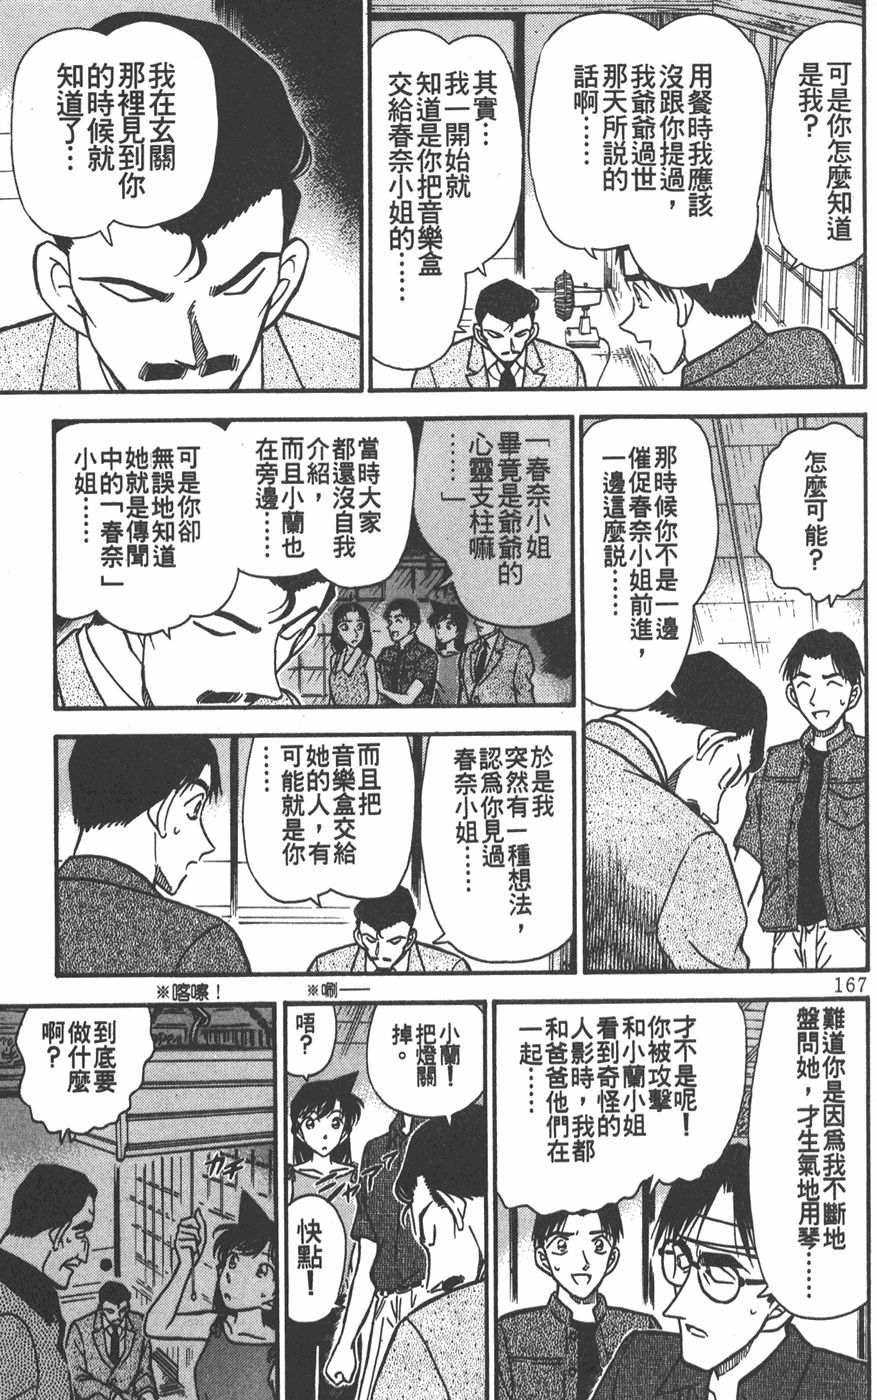 可是你怎麼知道
是我?
用餐時我應該
沒跟你提過,
我爺爺過世
那天所説的
話啊……
其實…
我一開始就
知道是你把音樂盒
交給春奈小姐的……
我在玄關
那裡見到你
的時候就
知道了…
怎麼可能?
那時候你不是一邊
催促春奈小姐前進,
一邊這麼說……
「春奈小姐
畢竟是爺爺的
心靈支柱嘛
……」
當時大家
都還沒自我
介紹,
而且小蘭也
在旁邊……
可是你卻
無誤地知道
她就是傳聞
中的「春奈」
小姐……
於是我
突然有一種想法,
認為你見過
春奈小姐……
而且把
音樂盒交給
她的人,有
可能就是你
……
167
難道你是因為我不斷地
盤問她,才生氣地用琴……
才不是呢!
你被攻擊
和小蘭小姐
看到奇怪的
人影時,我都
和爸爸他們在
一起……
※唰——
小蘭!
把燈關
掉。
唔?
快點!
※喀嚓!
到底要
做什麼
啊?
カチ